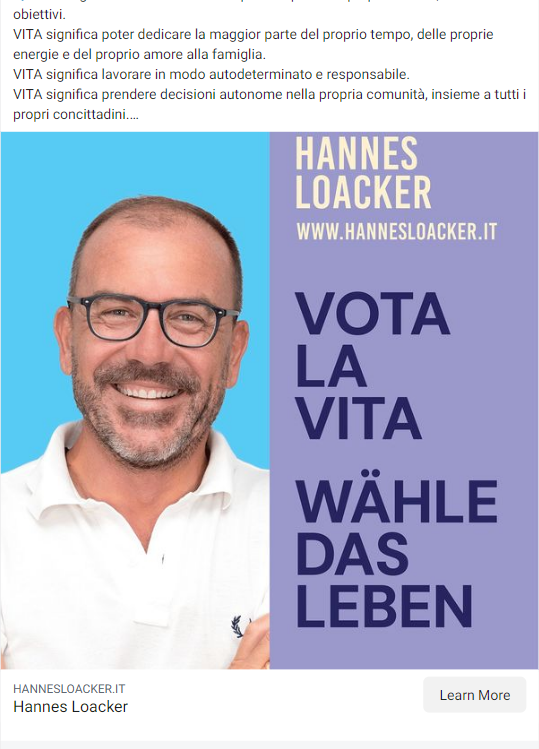 obiettivi.
VITA significa poter dedicare la maggior parte del proprio tempo, delle proprie
energie e del proprio amore alla famiglia.
VITA significa lavorare in modo autodeterminato e responsabile.
VITA significa prendere decisioni autonome nella propria comunità, insieme a tutti i
propri concittadini....
HANNES
LOACKER
WWW.HANNESLOACKER.IT
VOTA
LA
VITA
WÄHLE
DAS
LEBEN
HANNESLOACKER.IT
Hannes Loacker
Learn More